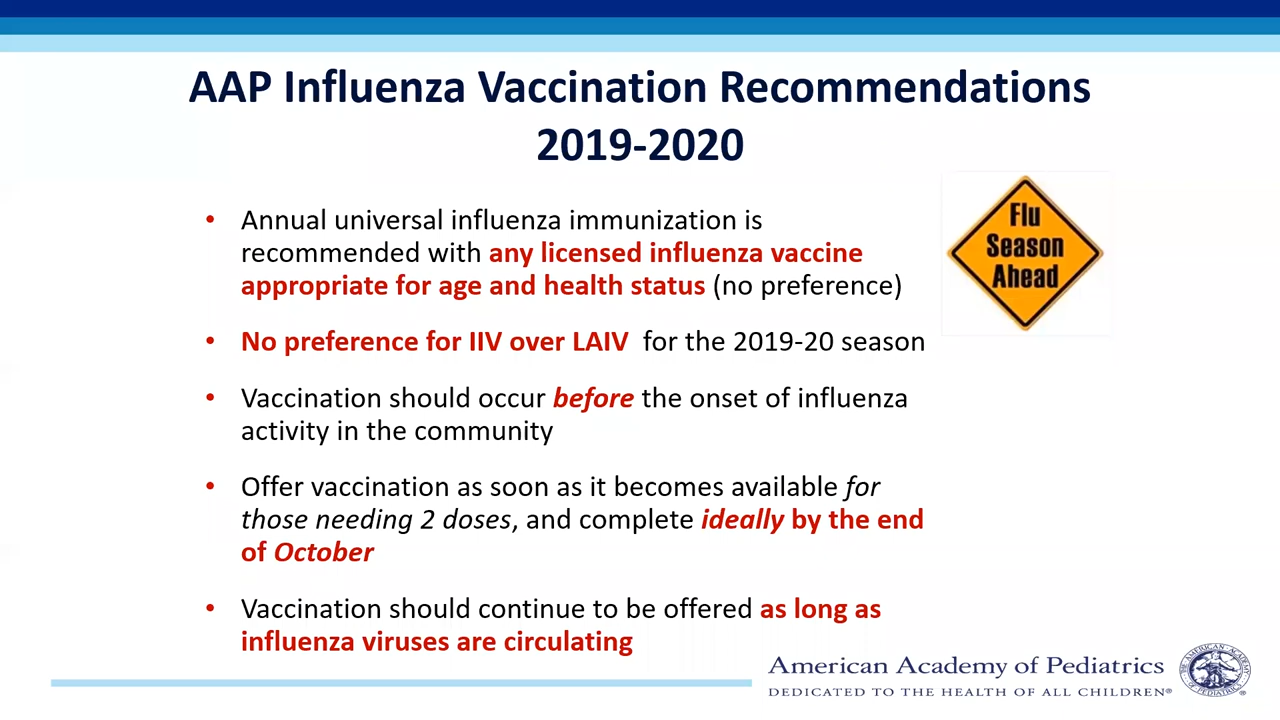 AAP Influenza Vaccination Recommendations
2019-2020
• Annual universal influenza immunization is
recommended with any licensed influenza vaccine
appropriate for age and health status (no preference)
• No preference for IIV over LAIV for the 2019-20 season
• Vaccination should occur before the onset of influenza
activity in the community
• Offer vaccination as soon as it becomes available for
those needing 2 doses, and complete ideally by the end
of October
• Vaccination should continue to be offered as long as
influenza viruses are circulating
Flu
Season
Ahead
American Academy of Pediatrics
DEDICATED TO THE HEALTH OF ALL CHILDREN®
AMERICAN ACADEMY OF PEDIATRICS ®